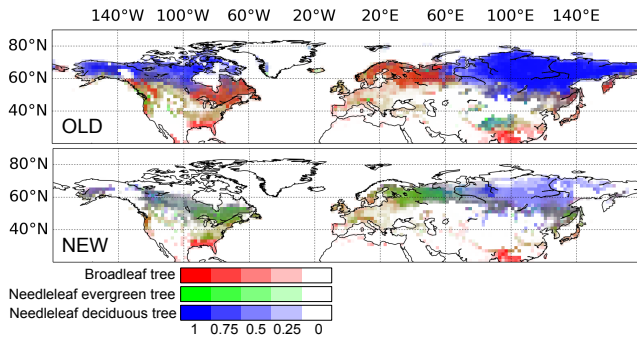 140°W 100°W 60°W 20°E 60°E 100°E 140°E
80°N
60°N
40°N
OLD
80°N
60°N
40°N
NEW
Broadleaf tree
Needleleaf evergreen tree
Needleleaf deciduous tree
1 0.75 0.5 0.25 0